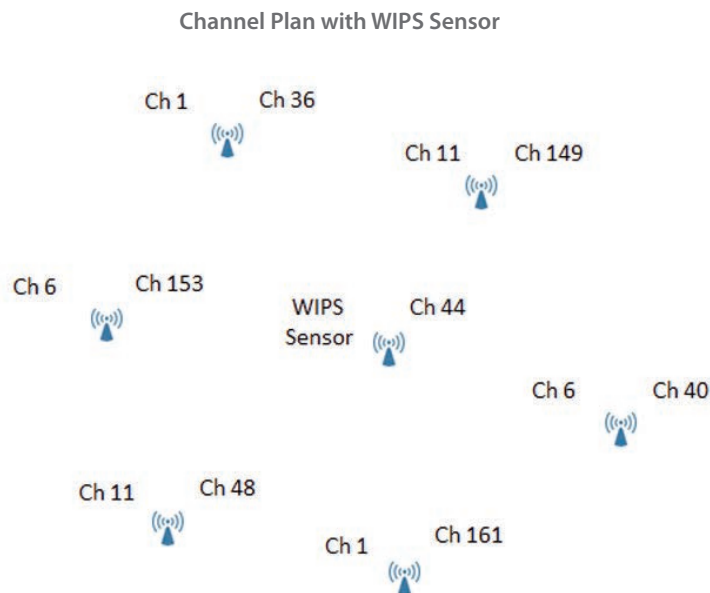 Channel Plan with WIPS Sensor
Ch 1 Ch 36
Ch 11 Ch 149
Ch 6 Ch 153
WIPS Ch 44
Sensor
Ch 6 Ch 40
Ch 11 Ch 48
Ch 1 Ch 161